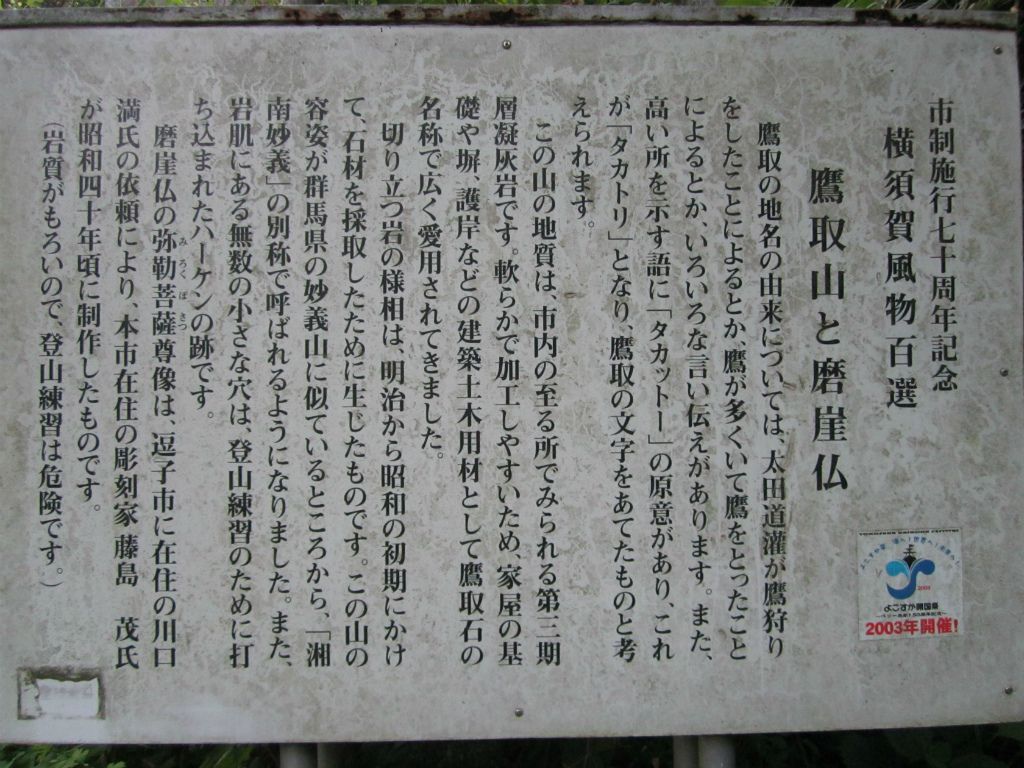 市制施行七十周年記念
横須賀風物百選
鷹取山と磨崖仏
鷹取の地名の由来については、太田道灌が鷹狩り
をしたことによるとか、鷹が多くいて鷹をとったこと
によるとか、いろいろな言い伝えがあります。また、
高い所を示す語に「タカットー」の原意があり、これ
が「タカトリ」となり、鷹取の文字をあてたものと考
えられます。
この山の地質は、市内の至る所でみられる第三期
層凝灰岩です。軟らかで加工しやすいため、家屋の基
礎や塀、護岸などの建築土木用材として鷹取石の
名称で広く愛用されてきました。
切り立つ岩の様相は、明治から昭和の初期にかけ
て、石材を採取したために生じたものです。この山の
容姿が群馬県の妙義山に似ているところから、「湘
南妙義」の別称で呼ばれるようになりました。また、
岩肌にある無数の小さな穴は、登山練習のために打
ち込まれたハーケンの跡です。
磨崖仏の弥勒菩薩尊像は、逗子市に在住の川口
みろくぼさつ
満氏の依頼により、本市在住の彫刻家 藤島 茂氏
が昭和四十年頃に制作したものです。
(岩質がもろいので、登山練習は危険です。)
よこすか開国祭
2003年開催!